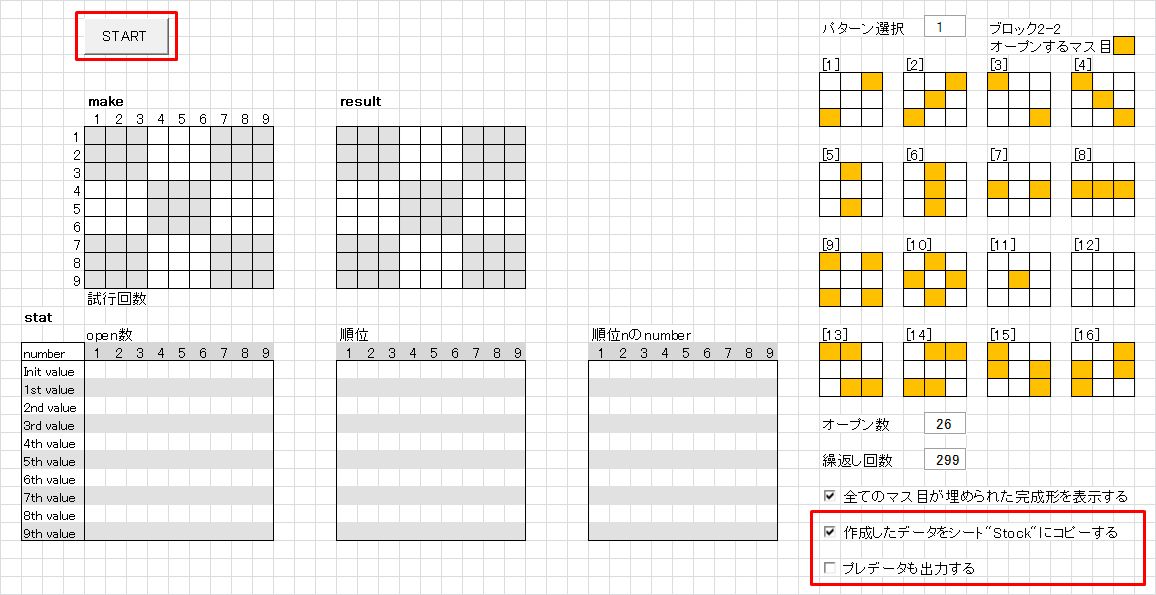 START
パターン選択 1
ブロック2-2
オープンするマス目
[1] [2] [3] [4]
make
result
1 2 3 4 5 6 7 8 9
1
2
3
4
5
6
7
8
9
[5] [6] [7] [8]
[9] [10] [11] [12]
試行回数
stat
open数
順位
順位nのnumber
[13] [14] [15] [16]
number 1 2 3 4 5 6 7 8 9 1 2 3 4 5 6 7 8 9 1 2 3 4 5 6 7 8 9
Init value
1st value
2nd value
3rd value
4th value
5th value
6th value
7th value
8th value
9th value
オープン数 26
繰返し回数 299
全てのマス目が埋められた完成形を表示する
作成したデータをシート"Stock"にコピーする
プレデータも出力する